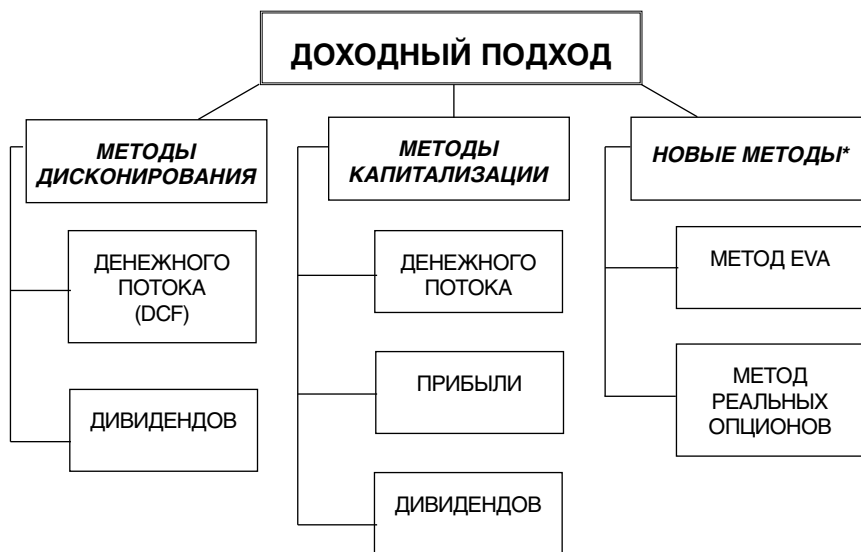 ДОХОДНЫЙ ПОДХОД
МЕТОДЫ
ДИСКОНИРОВАНИЯ
ДЕНЕЖНОГО
ПОТОКА
(DCF)
ДИВИДЕНДОВ
МЕТОДЫ
КАПИТАЛИЗАЦИИ
ДЕНЕЖНОГО
ПОТОКА
ПРИБЫЛИ
ДИВИДЕНДОВ
НОВЫЕ МЕТОДЫ*
МЕТОД EVA
МЕТОД
РЕАЛЬНЫХ
ОПЦИОНОВ